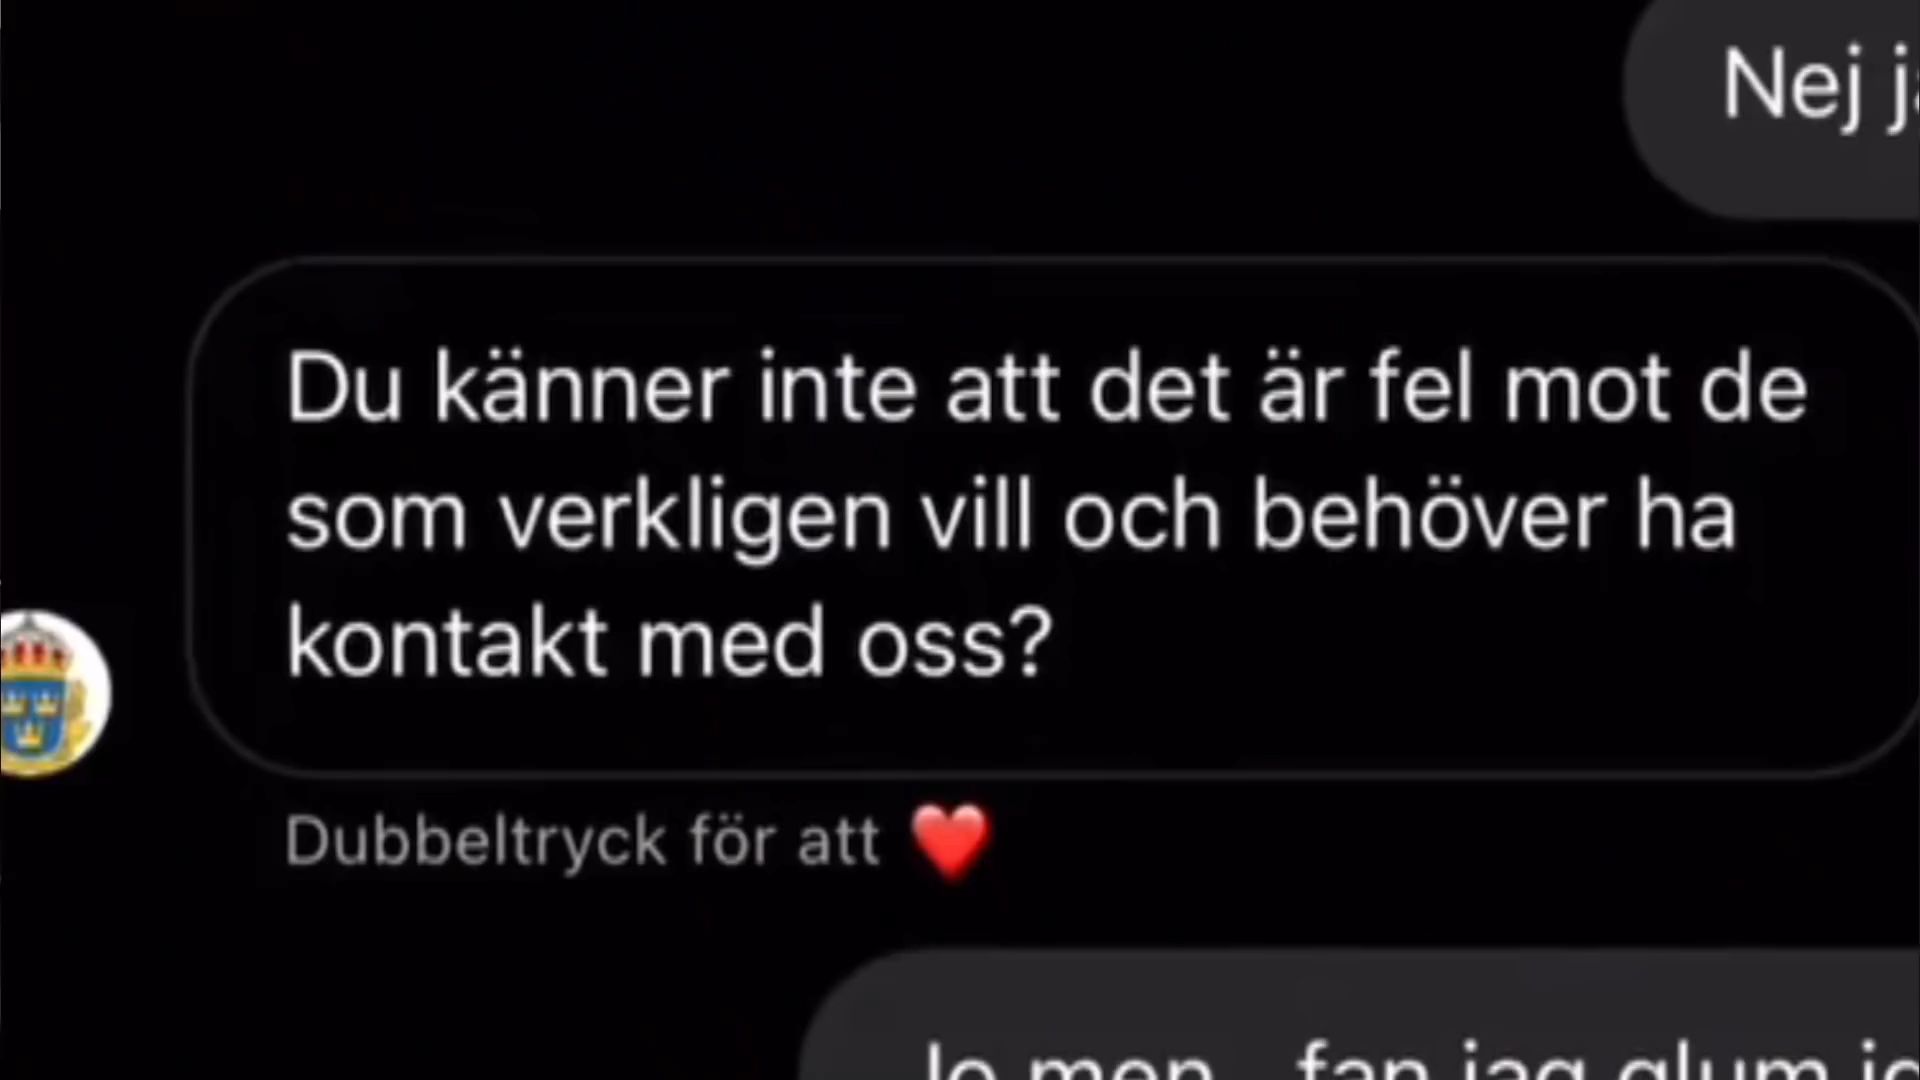 Nej
Du känner inte att det är fel mot de
som verkligen vill och behöver ha
kontakt med oss?
Dubbeltryck för att ❤️
Jo men.. fan jag glum